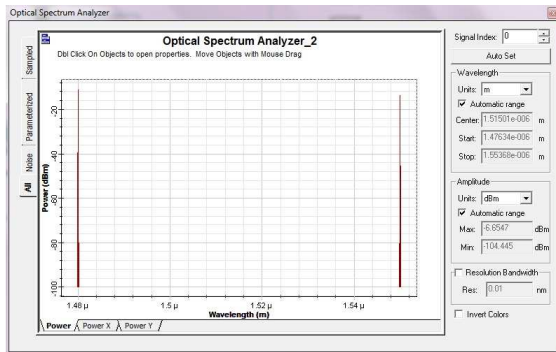 Optical Spectrum Analyzer
Optical Spectrum Analyzer_2
Dbl Click On Objects to open properties. Move Objects with Mouse Drag
Sampled
Parameterized
Noise
All
Power (dBm)
-20
-40
-60
-80
-100
1.48 µ
1.5 µ
1.52 µ
1.54 µ
Wavelength (m)
Power
Power X
Power Y
Signal Index: 0
Auto Set
Wavelength
Units: m
Automatic range
Center: 1.51501e-006 m
Start: 1.47634e-006 m
Stop: 1.55368e-006 m
Amplitude
Units: dBm
Automatic range
Max: -6.6547 dBm
Min: -104.445 dBm
Resolution Bandwidth
Res: 0.01 nm
Invert Colors